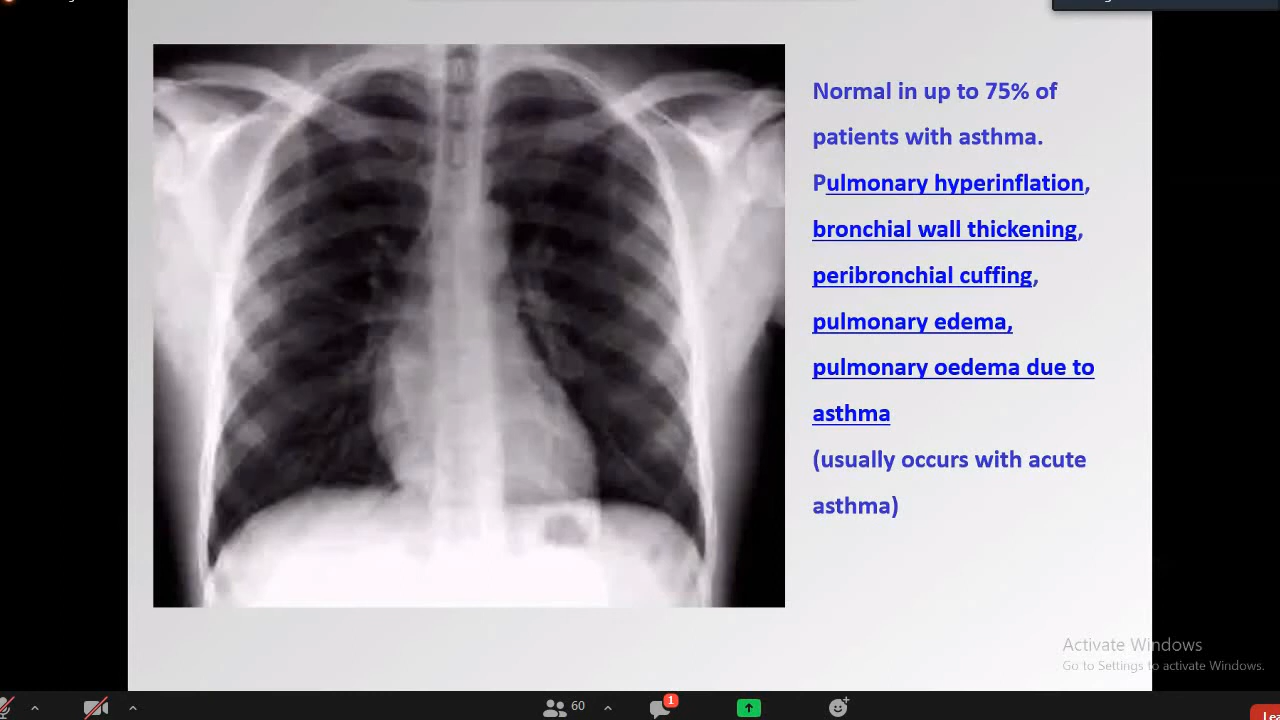 Normal in up to 75% of
patients with asthma.
Pulmonary hyperinflation,
bronchial wall thickening,
peribronchial cuffing,
pulmonary edema,
pulmonary oedema due to
asthma
(usually occurs with acute
asthma)
Activate Windows
Go to Settings to activate Windows.
60
1